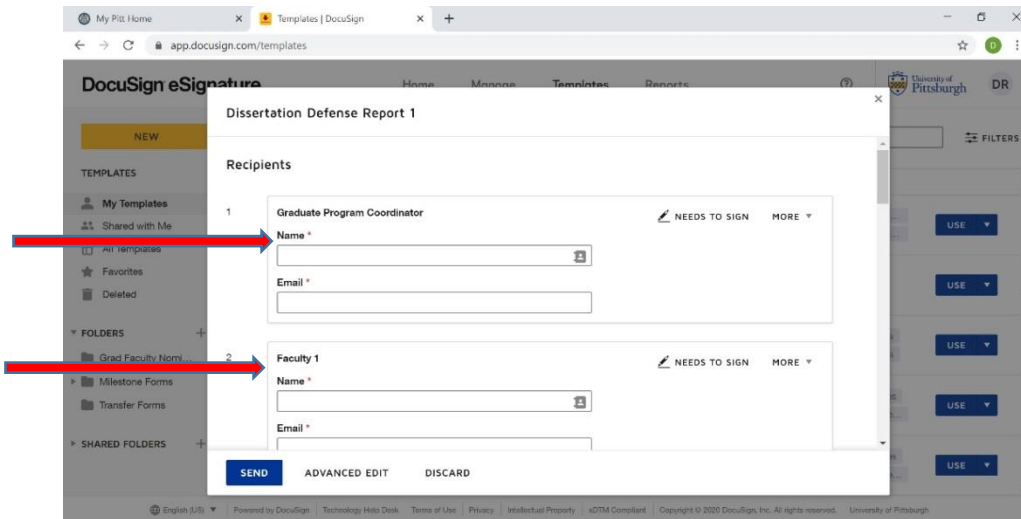 My Pitt Home
Templates | DocuSign
app.docusign.com/templates
D
DocuSign eSignature
Home Manage Templates Reports
University of Pittsburgh
DR
Dissertation Defense Report 1
NEW
FILTERS
Recipients
TEMPLATES
My Templates
Shared with Me
All Templates
Favorites
Deleted
FOLDERS
Grad Faculty Nomi...
Milestone Forms
Transfer Forms
SHARED FOLDERS
1
Graduate Program Coordinator
NEEDS TO SIGN MORE
Name *
Email *
2
Faculty 1
NEEDS TO SIGN MORE
Name *
Email *
USE
USE
USE
USE
USE
SEND ADVANCED EDIT DISCARD
English (US) Powered by DocuSign Technology Help Desk Terms of Use Privacy Intellectual Property xDTM Compliant Copyright © 2020 DocuSign, Inc. All rights reserved. University of Pittsburgh